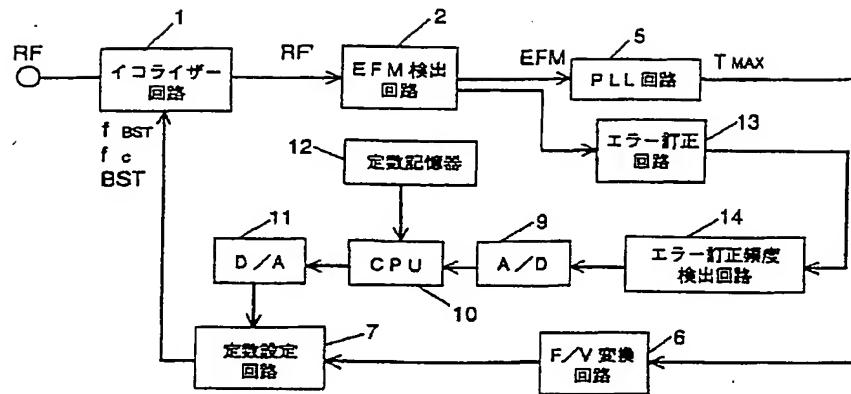 1
2
5
RF
イコライザー
回路
RF'
EFM検出
回路
EFM
PLL回路
TMAX
13
f BST
f c
BST
12
定数記憶器
エラー訂正
回路
11
9
14
D/A
CPU
A/D
エラー訂正頻度
検出回路
10
7
6
定数設定
回路
F/V変換
回路